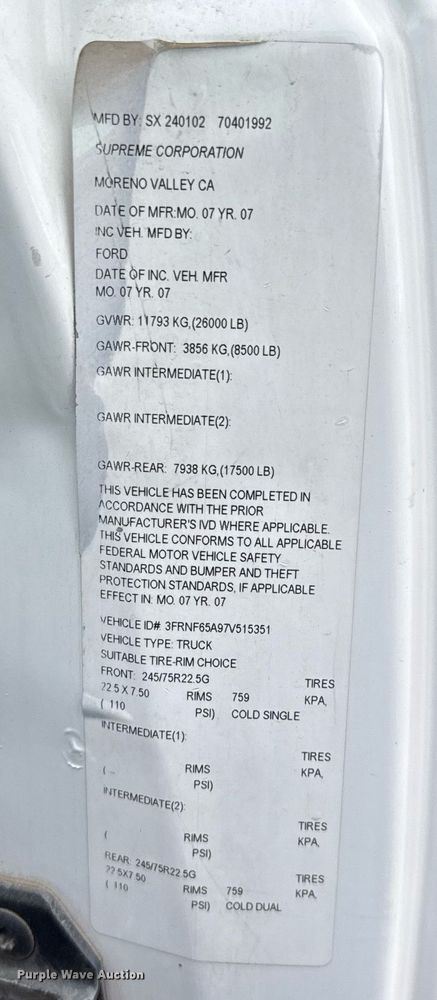 MFD BY: SX 240102 70401992
SUPREME CORPORATION
MORENO VALLEY CA
DATE OF MFR:MO. 07 YR. 07
INC VEH. MFD BY:
FORD
DATE OF INC. VEH. MFR
MO. 07 YR. 07
GVWR: 11793 KG,(26000 LB)
GAWR-FRONT: 3856 KG,(8500 LB)
GAWR INTERMEDIATE(1):
GAWR INTERMEDIATE(2):
GAWR-REAR: 7938 KG,(17500 LB)
THIS VEHICLE HAS BEEN COMPLETED IN
ACCORDANCE WITH THE PRIOR
MANUFACTURER'S IVD WHERE APPLICABLE.
THIS VEHICLE CONFORMS TO ALL APPLICABLE
FEDERAL MOTOR VEHICLE SAFETY
STANDARDS AND BUMPER AND THEFT
PROTECTION STANDARDS, IF APPLICABLE
EFFECT IN: MO. 07 YR. 07
VEHICLE ID# 3FRNF65A97V515351
VEHICLE TYPE: TRUCK
SUITABLE TIRE-RIM CHOICE
FRONT: 245/75R22.5G TIRES
22.5 X 7.50 RIMS 759 KPA,
( 110 PSI) COLD SINGLE
INTERMEDIATE(1):
TIRES
RIMS KPA,
( PSI)
INTERMEDIATE(2):
TIRES
RIMS KPA,
( PSI)
REAR: 245/75R22.5G TIRES
22.5X7.50 RIMS 759 KPA,
( 110 PSI) COLD DUAL
Purple Wave Auction